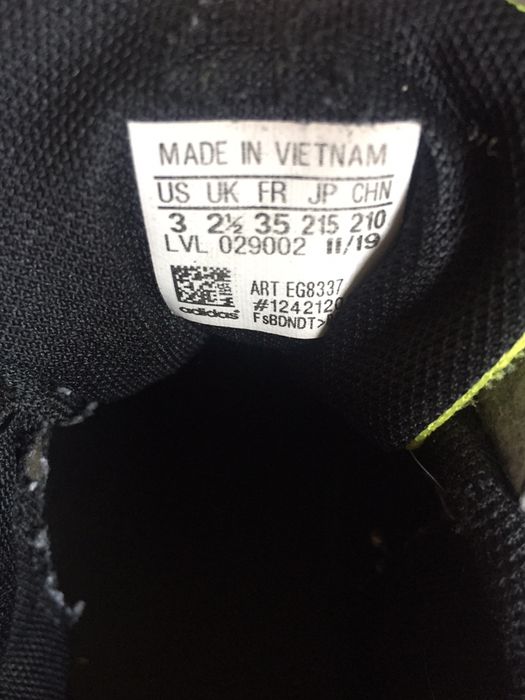 MADE IN VIETNAM
US UK FR JP CHN
3 2½ 35 215 210
LVL 029002 11/19
ART EG8337
#1242120
adidas
FsBDNDT>